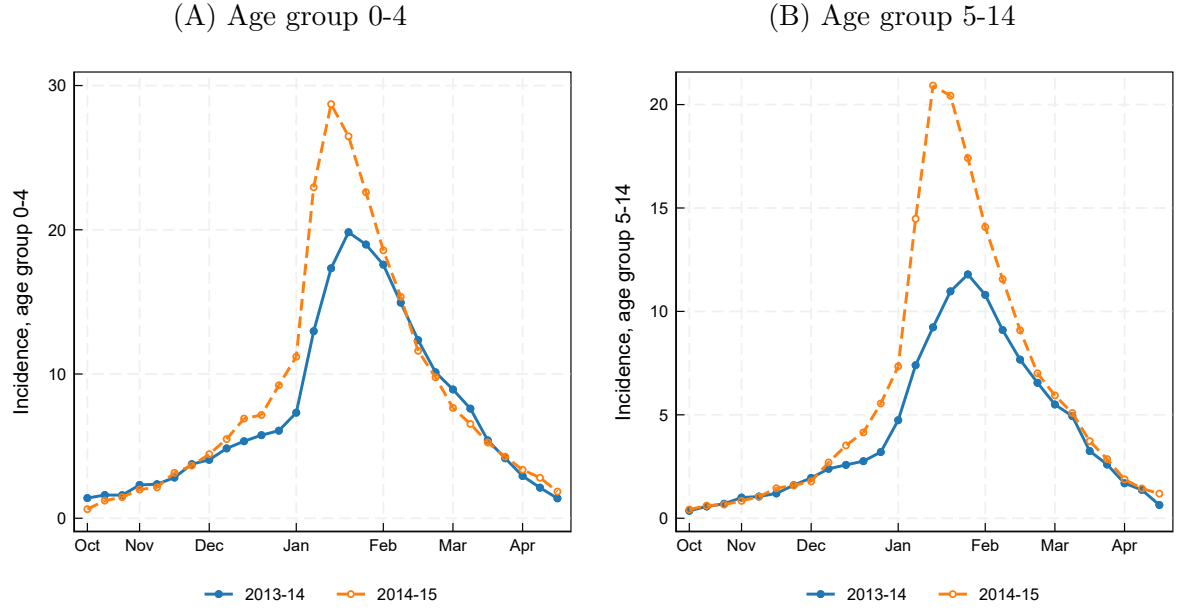 (A) Age group 0-4
Incidence, age group 0-4
30
20
10
0
Oct Nov Dec Jan Feb Mar Apr
2013-14 2014-15
(B) Age group 5-14
Incidence, age group 5-14
20
15
10
5
0
Oct Nov Dec Jan Feb Mar Apr
2013-14 2014-15